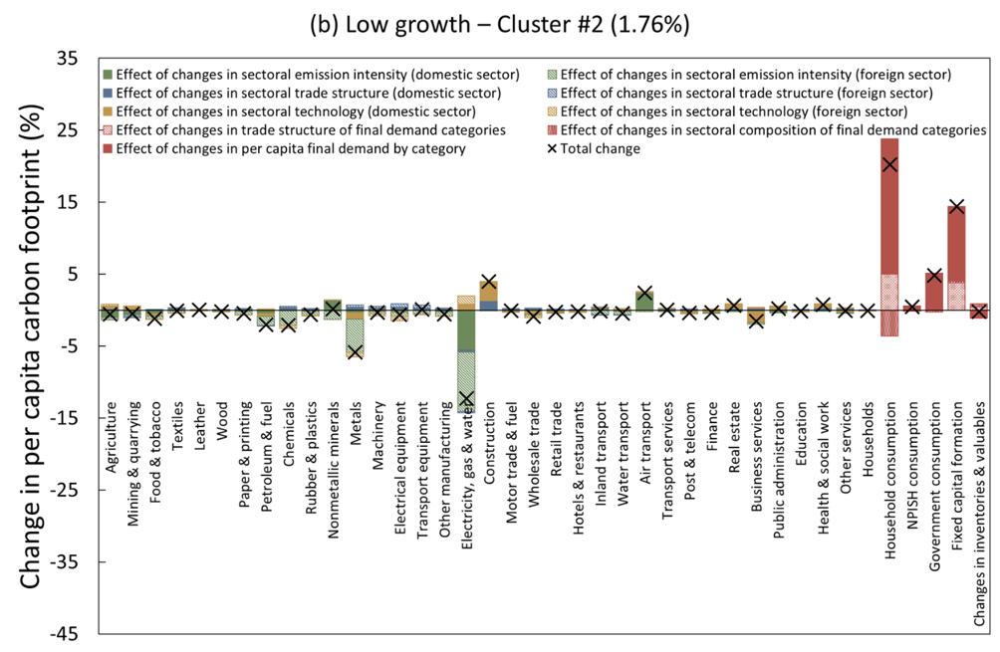 (b) Low growth – Cluster #2 (1.76%)
Change in per capita carbon footprint (%)
35
25
15
5
-5
-15
-25
-35
-45
Effect of changes in sectoral emission intensity (domestic sector)
Effect of changes in sectoral emission intensity (foreign sector)
Effect of changes in sectoral trade structure (domestic sector)
Effect of changes in sectoral trade structure (foreign sector)
Effect of changes in sectoral technology (domestic sector)
Effect of changes in sectoral technology (foreign sector)
Effect of changes in trade structure of final demand categories
Effect of changes in sectoral composition of final demand categories
Effect of changes in per capita final demand by category
Total change
Agriculture
Mining & quarrying
Food & tobacco
Textiles
Leather
Wood
Paper & printing
Petroleum & fuel
Chemicals
Rubber & plastics
Nonmetallic minerals
Metals
Machinery
Electrical equipment
Transport equipment
Other manufacturing
Electricity, gas & water
Construction
Motor trade & fuel
Wholesale trade
Retail trade
Hotels & restaurants
Inland transport
Water transport
Air transport
Transport services
Post & telecom
Finance
Real estate
Business services
Public administration
Education
Health & social work
Other services
Households
Household consumption
NPISH consumption
Government consumption
Fixed capital formation
Changes in inventories & valuables